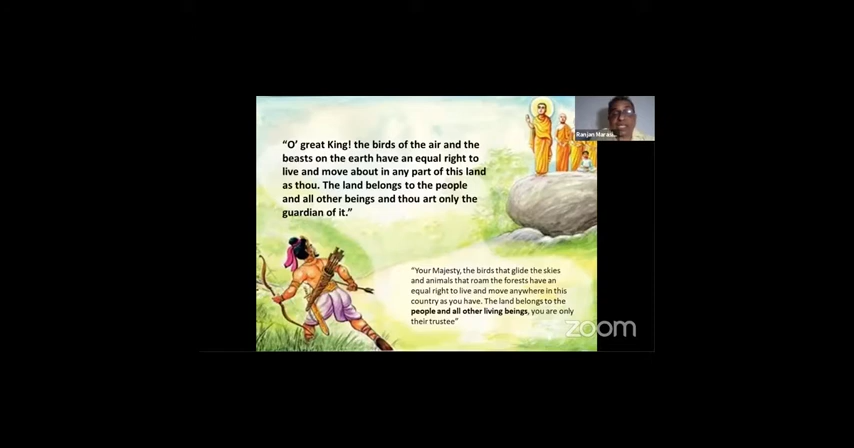 “O’ great King! the birds of the air and the
beasts on the earth have an equal right to
live and move about in any part of this land
as thou. The land belongs to the people
and all other beings and thou art only the
guardian of it.”
Ranjan
“Your Majesty, the birds that glide the skies
and animals that roam the forests have an
equal right to live and move anywhere in this
country as you have. The land belongs to the
people and all other living beings, you are only
their trustee”
zoom